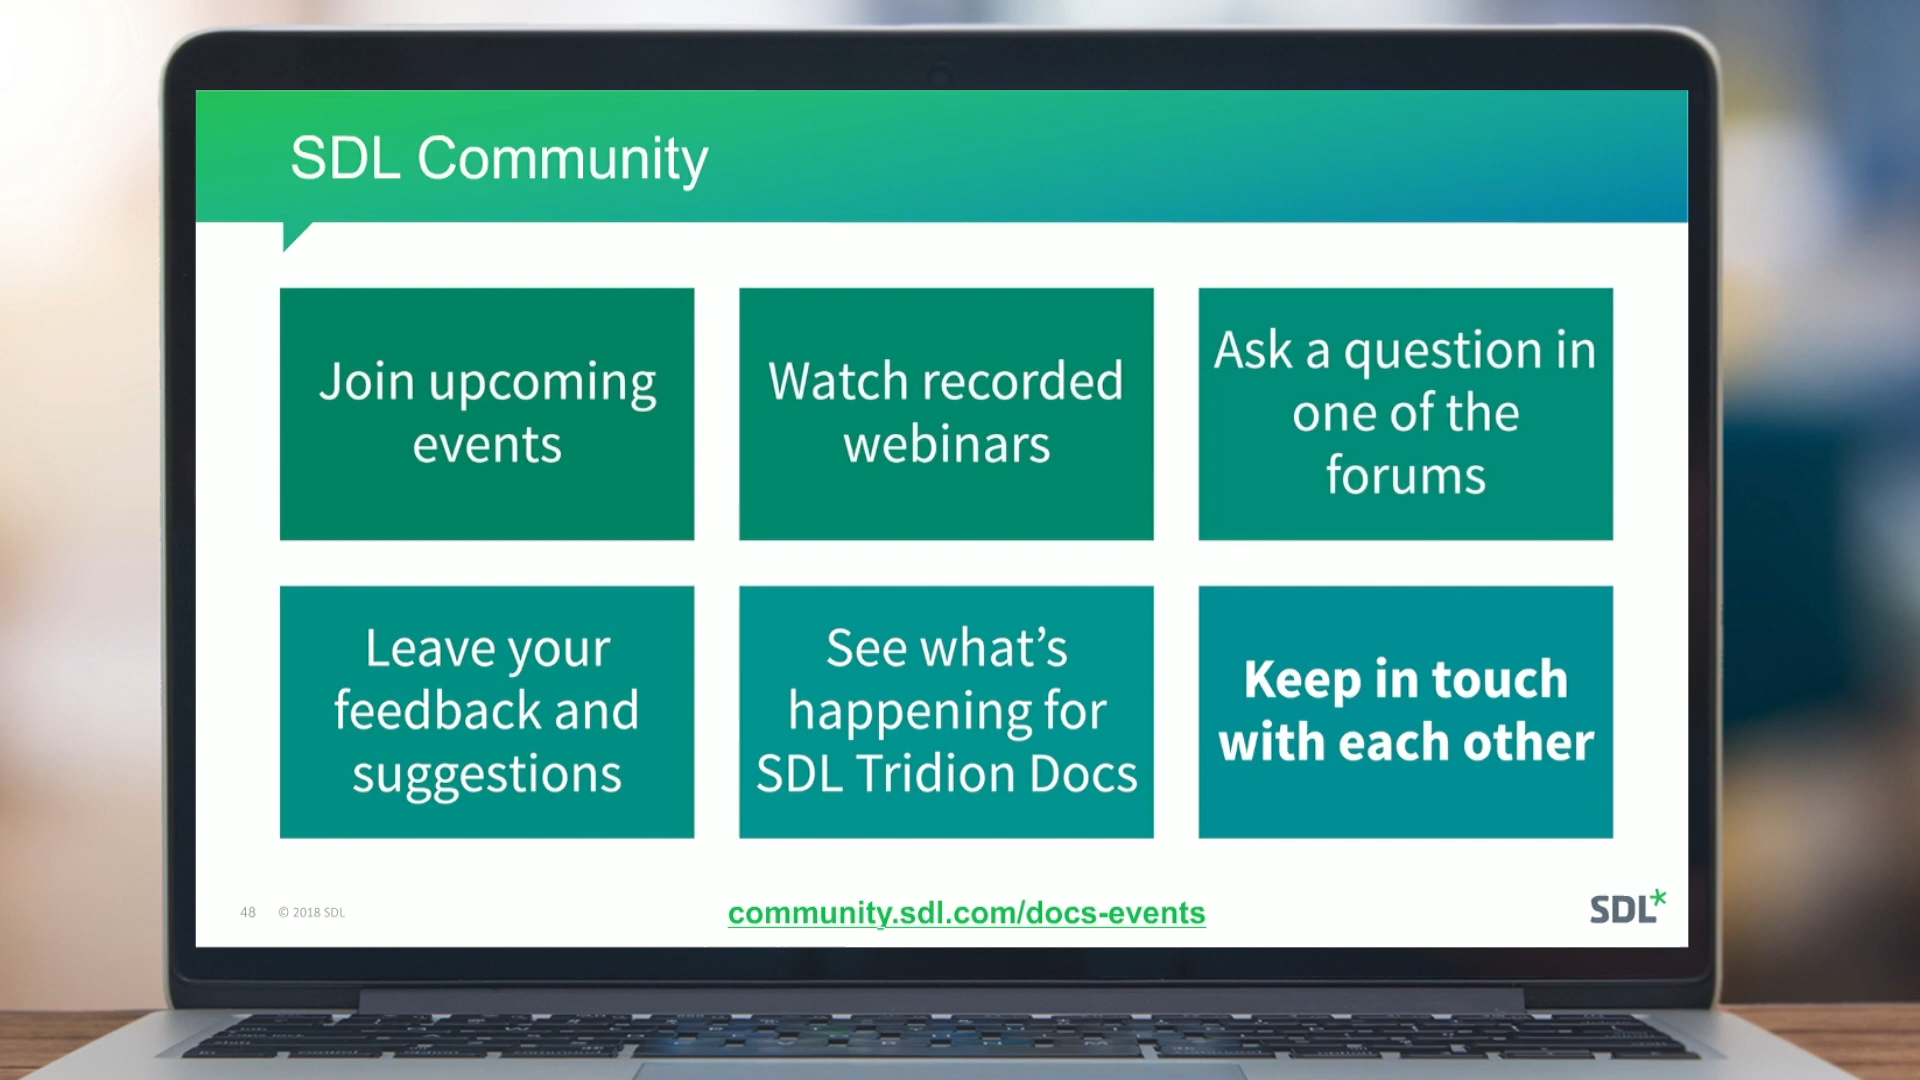 SDL Community
Join upcoming
events
Watch recorded
webinars
Ask a question in
one of the
forums
Leave your
feedback and
suggestions
See what’s
happening for
SDL Tridion Docs
Keep in touch
with each other
48 © 2018 SDL
community.sdl.com/docs-events
SDL*